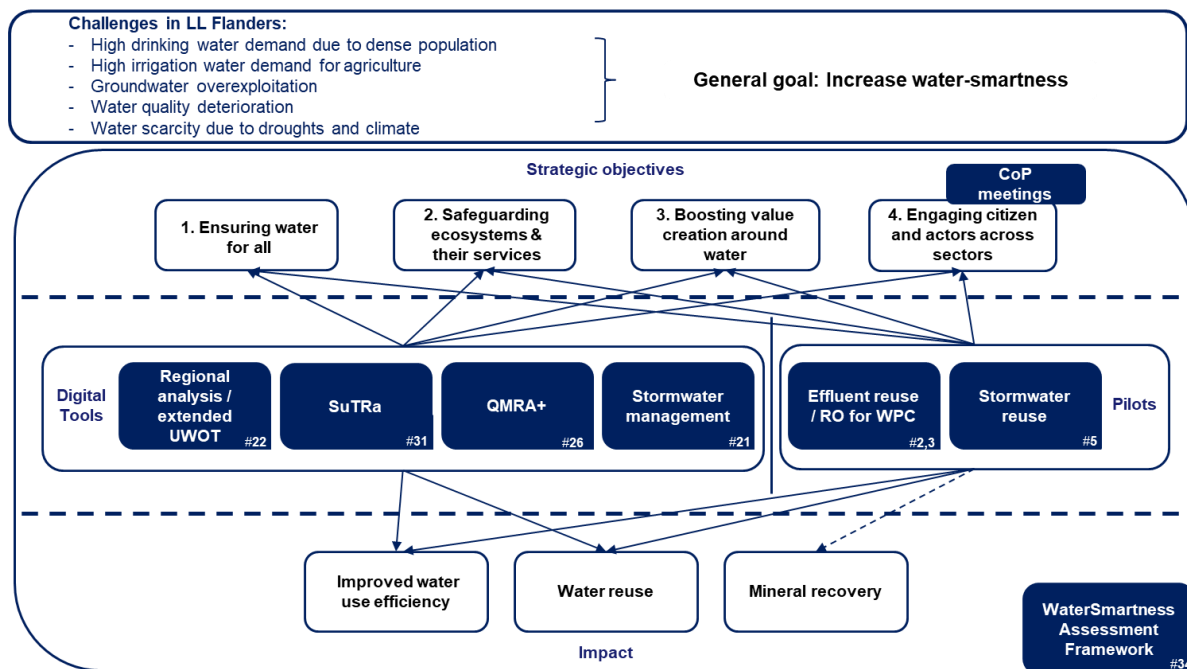 Challenges in LL Flanders:
- High drinking water demand due to dense population
- High irrigation water demand for agriculture
- Groundwater overexploitation
- Water quality deterioration
- Water scarcity due to droughts and climate
General goal: Increase water-smartness
Strategic objectives
CoP
meetings
1. Ensuring water
for all
2. Safeguarding
ecosystems &
their services
3. Boosting value
creation around
water
4. Engaging citizen
and actors across
sectors
Digital
Tools
Regional
analysis /
extended
UWOT
#22
SuTRa
#31
QMRA+
#26
Stormwater
management
#21
Effluent reuse
/ RO for WPC
#2,3
Stormwater
reuse
#5
Pilots
Improved water
use efficiency
Water reuse
Mineral recovery
Impact
WaterSmartness
Assessment
Framework